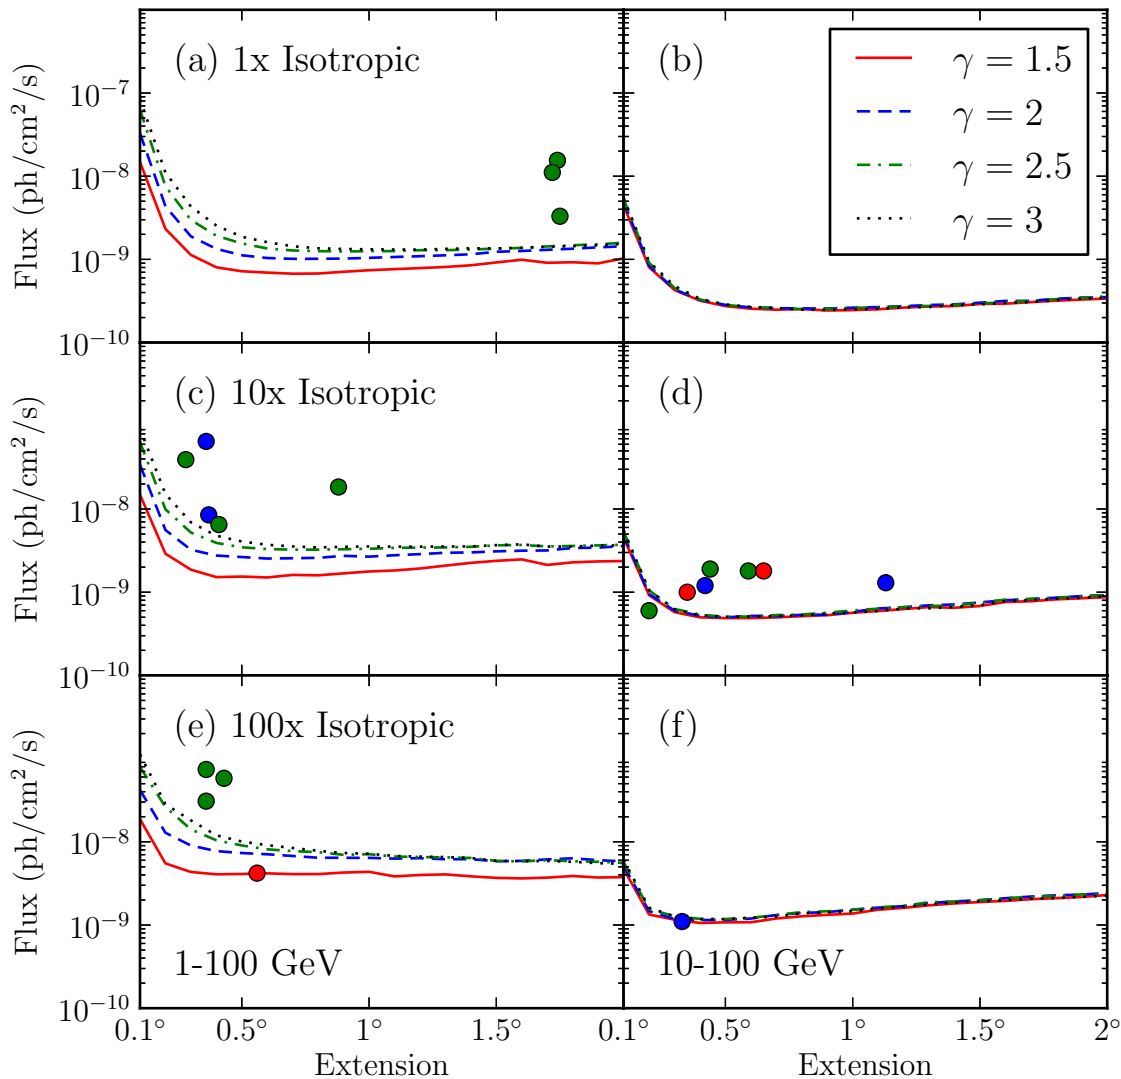 (a) 1x Isotropic
(b)
γ = 1.5
γ = 2
γ = 2.5
γ = 3
Flux (ph/cm²/s)
10⁻⁷
10⁻⁸
10⁻⁹
10⁻¹⁰
(c) 10x Isotropic
(d)
Flux (ph/cm²/s)
10⁻⁸
10⁻⁹
10⁻¹⁰
(e) 100x Isotropic
(f)
Flux (ph/cm²/s)
10⁻⁸
10⁻⁹
10⁻¹⁰
1-100 GeV
10-100 GeV
0.1° 0.5° 1° 1.5° 0.1° 0.5° 1° 1.5° 2°
Extension Extension